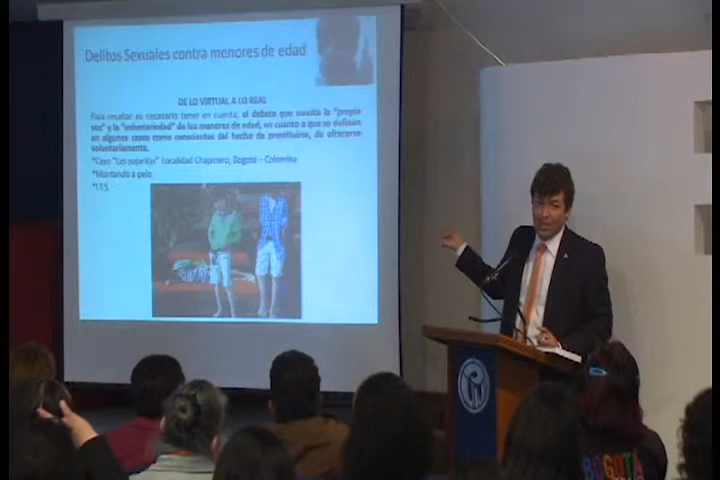 Delitos Sexuales contra menores de edad
DE LO VIRTUAL A LO REAL
Para resaltar es necesario tener en cuenta, el debate que suscita la "propia
voz" y la "voluntariedad" de los menores de edad, en cuanto a que se definen
en algunos casos como conscientes del hecho de prostituirse, de ofrecerse
voluntariamente.
*Caso "Los pajaritos" Localidad Chapinero, Bogotá – Colombia
*Montando a pelo
*I.T.S.
BOGOTÁ